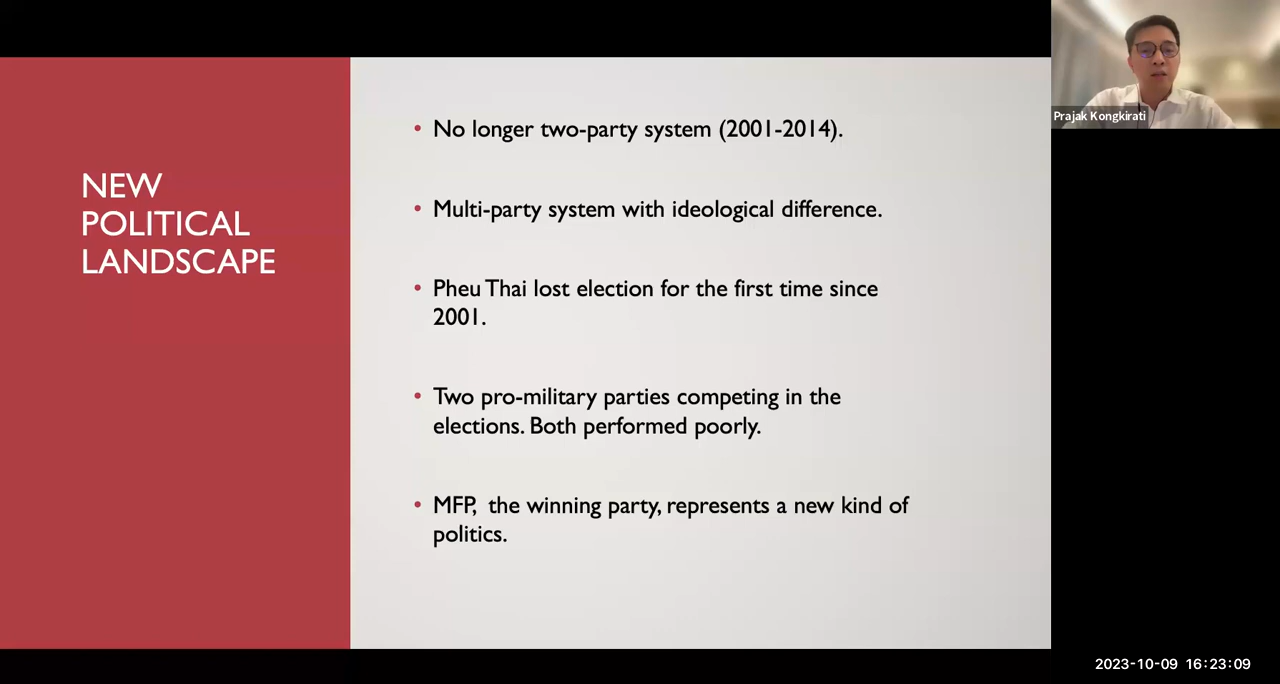 NEW
POLITICAL
LANDSCAPE
• No longer two-party system (2001-2014).
• Multi-party system with ideological difference.
• Pheu Thai lost election for the first time since
2001.
• Two pro-military parties competing in the
elections. Both performed poorly.
• MFP,  the winning party, represents a new kind of
politics.
Prajak Kongkirati
2023-10-09 16:23:09